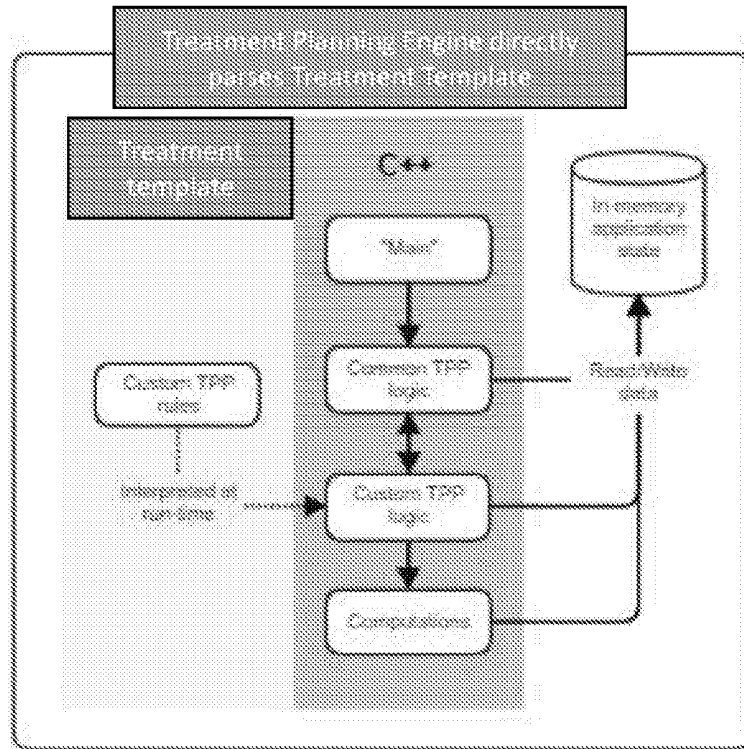 Treatment Planning Engine directly
parses Treatment Template
Treatment
template
C++
"Main"
In-memory
application
state
Common TPP
logic
Read/Write
data
Custom TPP
rules
Interpreted at
run-time
Custom TPP
logic
Computations